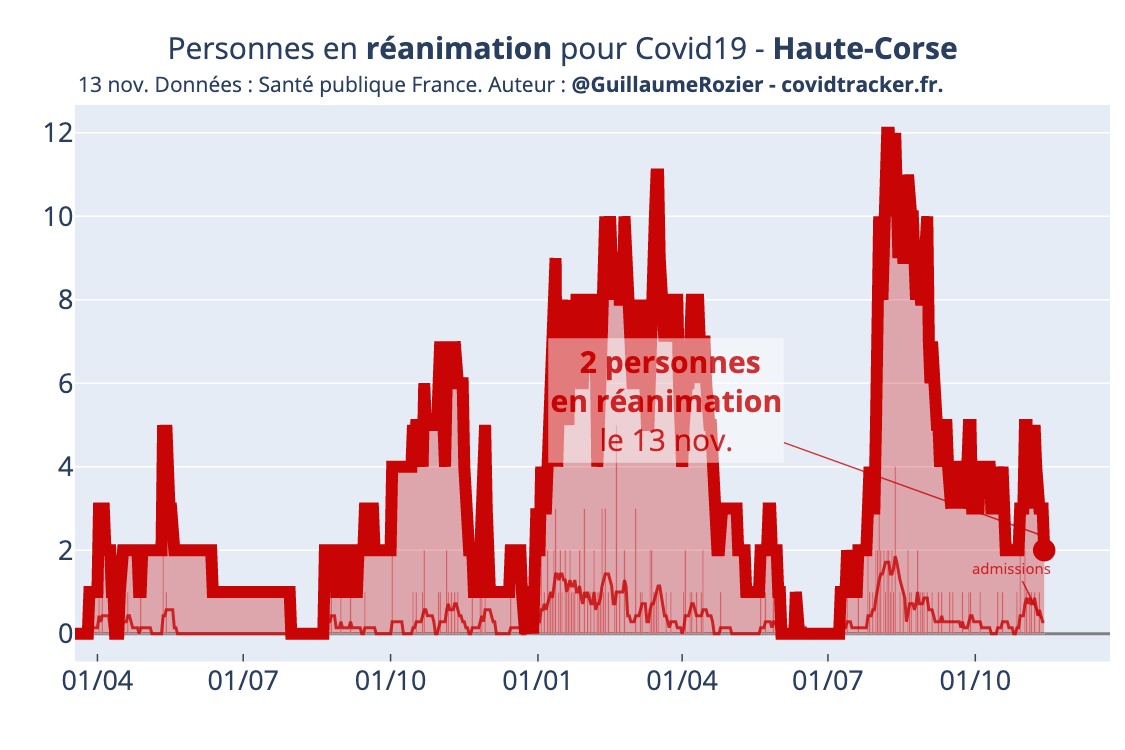 Personnes en réanimation pour Covid19 - Haute-Corse
13 nov. Données : Santé publique France. Auteur : @GuillaumeRozier - covidtracker.fr.
12
10
8
6
4
2
0
2 personnes
en réanimation
le 13 nov.
admissions
01/04
01/07
01/10
01/01
01/04
01/07
01/10